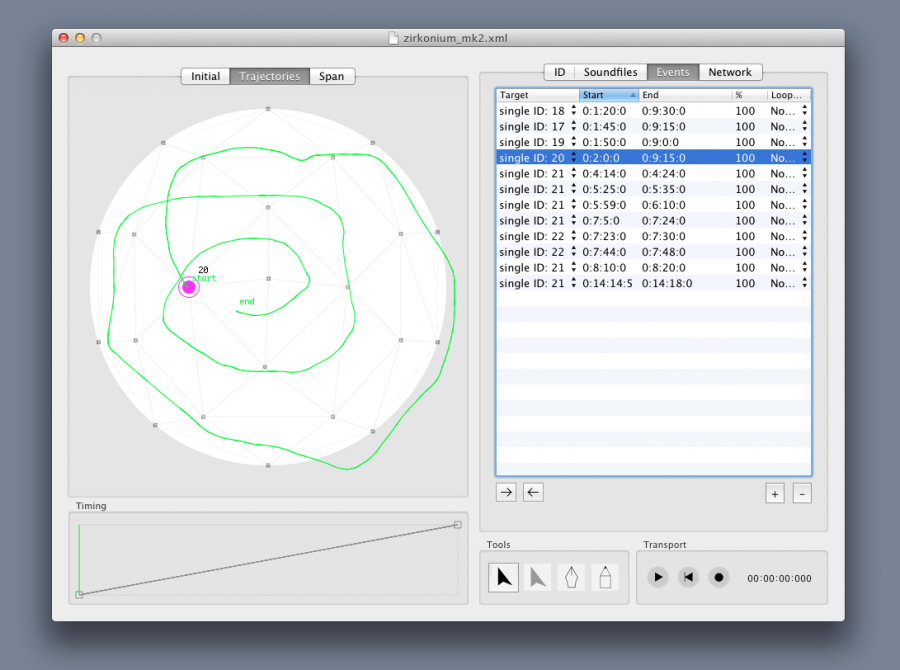 zirkonium_mk2.xml
Initial Trajectories Span
20
start
end
Timing
ID Soundfiles Events Network
Target Start End % Loop...
single ID: 18 0:1:20:0 0:9:30:0 100 No...
single ID: 17 0:1:45:0 0:9:15:0 100 No...
single ID: 19 0:1:50:0 0:9:0:0 100 No...
single ID: 20 0:2:0:0 0:9:15:0 100 No...
single ID: 21 0:4:14:0 0:4:24:0 100 No...
single ID: 21 0:5:25:0 0:5:35:0 100 No...
single ID: 21 0:5:59:0 0:6:10:0 100 No...
single ID: 21 0:7:5:0 0:7:24:0 100 No...
single ID: 22 0:7:23:0 0:7:30:0 100 No...
single ID: 22 0:7:44:0 0:7:48:0 100 No...
single ID: 21 0:8:10:0 0:8:20:0 100 No...
single ID: 21 0:14:14:5 0:14:18:0 100 No...
+ -
Tools
Transport
00:00:00:000